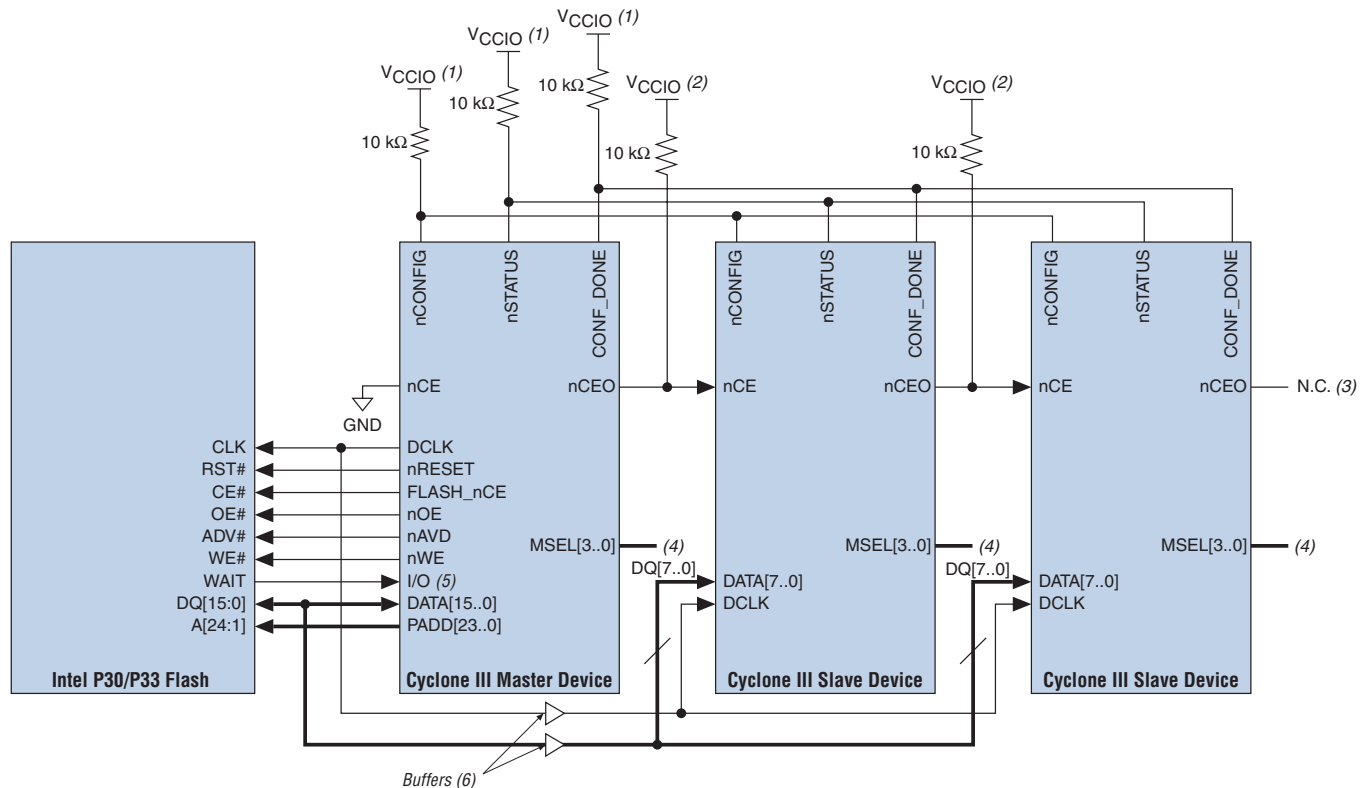 VCCIO (1)
VCCIO (1)
VCCIO (1)
VCCIO (2)
VCCIO (2)
10 kΩ
10 kΩ
10 kΩ
10 kΩ
10 kΩ
CLK
RST#
CE#
OE#
ADV#
WE#
WAIT
DQ[15:0]
A[24:1]
Intel P30/P33 Flash
nCONFIG
nSTATUS
CONF_DONE
nCE
GND
nCEO
DCLK
nRESET
FLASH_nCE
nOE
nAVD
nWE
I/O (5)
DATA[15..0]
PADD[23..0]
MSEL[3..0]
(4)
DQ[7..0]
Cyclone III Master Device
nCONFIG
nSTATUS
CONF_DONE
nCE
nCEO
MSEL[3..0]
(4)
DATA[7..0]
DCLK
DQ[7..0]
Cyclone III Slave Device
nCONFIG
nSTATUS
CONF_DONE
nCE
nCEO
N.C. (3)
MSEL[3..0]
(4)
DATA[7..0]
DCLK
Cyclone III Slave Device
Buffers (6)